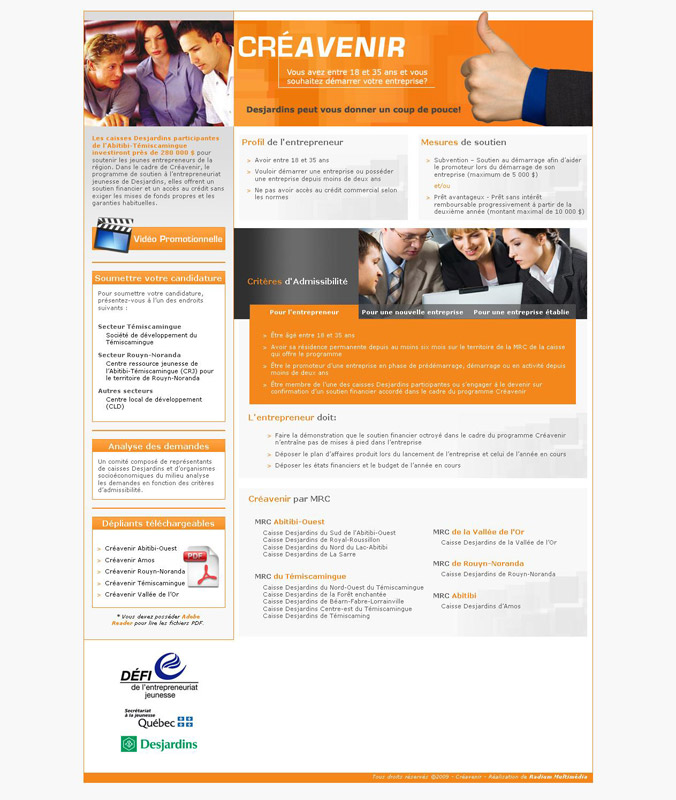 CRÉAVENIR
Vous avez entre 18 et 35 ans et vous
souhaitez démarrer votre entreprise?
Desjardins peut vous donner un coup de pouce!
Les caisses Desjardins participantes
de l'Abitibi-Témiscamingue
investiront près de 280 000 $ pour
soutenir les jeunes entrepreneurs de la
région. Dans le cadre de Créavenir, le
programme de soutien à l'entrepreneuriat
jeunesse de Desjardins, elles offrent un
soutien financier et un accès au crédit sans
exiger les mises de fonds propres et les
garanties habituelles.
Vidéo Promotionnelle
Soumettre votre candidature
Pour soumettre votre candidature,
présentez-vous à l'un des endroits
suivants :
Secteur Témiscamingue
Société de développement du
Témiscamingue
Secteur Rouyn-Noranda
Centre ressource jeunesse de
l'Abitibi-Témiscamingue (CRJ) pour
le territoire de Rouyn-Noranda
Autres secteurs
Centre local de développement
(CLD)
Analyse des demandes
Un comité composé de représentants
de caisses Desjardins et d'organismes
socioéconomiques du milieu analyse
les demandes en fonction des critères
d'admissibilité.
Dépliants téléchargeables
> Créavenir Abitibi-Ouest
> Créavenir Amos
> Créavenir Rouyn-Noranda
> Créavenir Témiscamingue
> Créavenir Vallée de l'Or
PDF
* Vous devez posséder Adobe
Reader pour lire les fichiers PDF.
DÉFI
de l'entrepreneuriat
jeunesse
Secrétariat
à la jeunesse
Québec
Desjardins
Profil de l'entrepreneur
> Avoir entre 18 et 35 ans
> Vouloir démarrer une entreprise ou posséder
une entreprise depuis moins de deux ans
> Ne pas avoir accès au crédit commercial selon
les normes
Mesures de soutien
> Subvention – Soutien au démarrage afin d'aider
le promoteur lors du démarrage de son
entreprise (maximum de 5 000 $)
et/ou
> Prêt avantageux - Prêt sans intérêt
remboursable progressivement à partir de la
deuxième année (montant maximal de 10 000 $)
Critères d'Admissibilité
Pour l'entrepreneur Pour une nouvelle entreprise Pour une entreprise établie
> Être âgé entre 18 et 35 ans
> Avoir sa résidence permanente depuis au moins six mois sur le territoire de la MRC de la caisse
qui offre le programme
> Être le promoteur d'une entreprise en phase de prédémarrage, démarrage ou en activité depuis
moins de deux ans
> Être membre de l'une des caisses Desjardins participantes ou s'engager à le devenir sur
confirmation d'un soutien financier accordé dans le cadre du programme Créavenir
L'entrepreneur doit:
> Faire la démonstration que le soutien financier octroyé dans le cadre du programme Créavenir
n'entraîne pas de mises à pied dans l'entreprise
> Déposer le plan d'affaires produit lors du lancement de l'entreprise et celui de l'année en cours
> Déposer les états financiers et le budget de l'année en cours
Créavenir par MRC
MRC Abitibi-Ouest
Caisse Desjardins du Sud de l'Abitibi-Ouest
Caisse Desjardins de Royal-Roussillon
Caisse Desjardins du Nord du Lac-Abitibi
Caisse Desjardins de La Sarre
MRC du Témiscamingue
Caisse Desjardins du Nord-Ouest du Témiscamingue
Caisse Desjardins de la Forêt enchantée
Caisse Desjardins de Béarn-Fabre-Lorrainville
Caisse Desjardins Centre-est du Témiscamingue
Caisse Desjardins de Témiscaming
MRC de la Vallée de l'Or
Caisse Desjardins de la Vallée de l'Or
MRC de Rouyn-Noranda
Caisse Desjardins de Rouyn-Noranda
MRC Abitibi
Caisse Desjardins d'Amos
Tous droits réservés ©2009 - Créavenir - Réalisation de Radium Multimédia